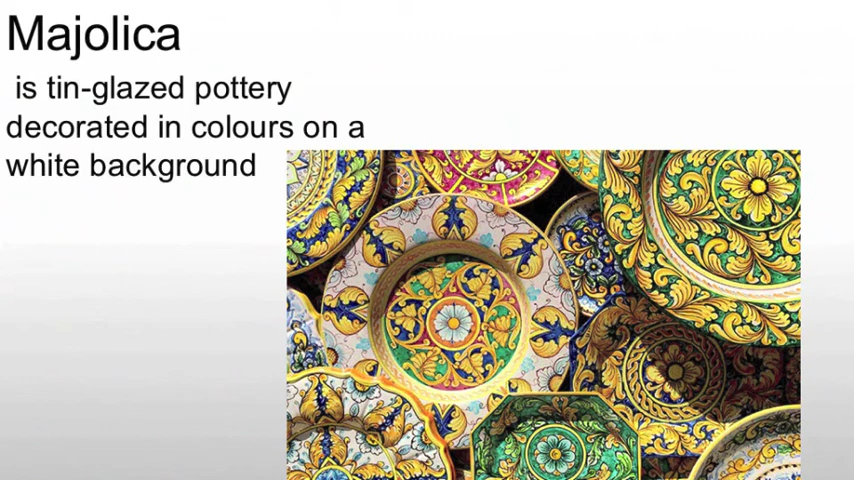 Majolica
is tin-glazed pottery
decorated in colours on a
white background